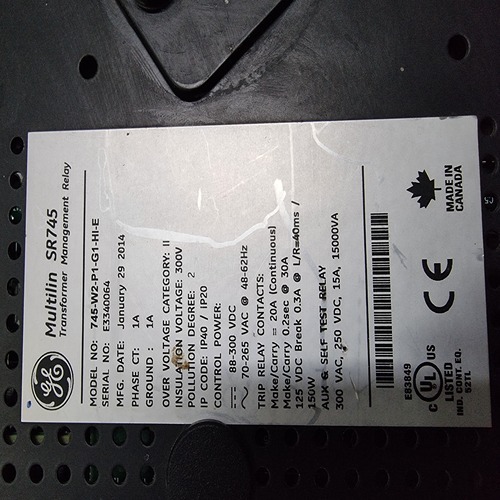 Multilin SR745
Transformer Management Relay
MODEL NO: 745-W2-P1-G1-HI-E
SERIAL NO: E3340064
MFG. DATE: January 29 2014
PHASE CT: 1A
GROUND : 1A
OVER VOLTAGE CATEGORY: II
INSULATION VOLTAGE: 300V
POLLUTION DEGREE: 2
IP CODE: IP40 / IP20
CONTROL POWER:
88-300 VDC
70-265 VAC @ 48-62Hz
TRIP RELAY CONTACTS:
Make/Carry = 20A (Continuous)
Make/Carry 0.2sec @ 30A
125 VDC Break 0.3A @ L/R=40ms /
150W
AUX & SELF TEST RELAY
300 VAC, 250 VDC, 15A, 15000VA
E83849
C UL US
LISTED
IND. CONT. EQ.
52TL
CE
MADE IN
CANADA
GE